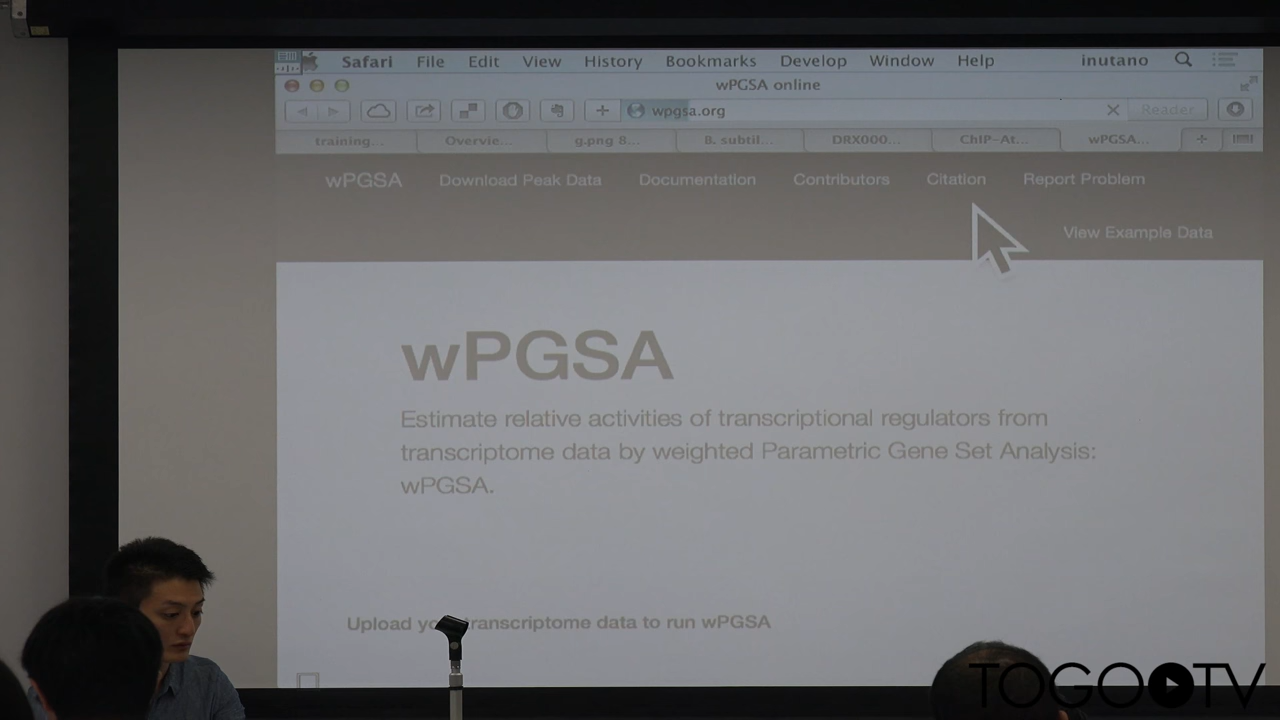 Safari File Edit View History Bookmarks Develop Window Help inutano
wPGSA online
wpgsa.org Reader
training... Overvie... g.png 8... B. subtil... DRX000... ChIP-At... wPGSA...
wPGSA Download Peak Data Documentation Contributors Citation Report Problem
View Example Data
wPGSA
Estimate relative activities of transcriptional regulators from
transcriptome data by weighted Parametric Gene Set Analysis:
wPGSA.
Upload transcriptome data to run wPGSA
TOGOTV